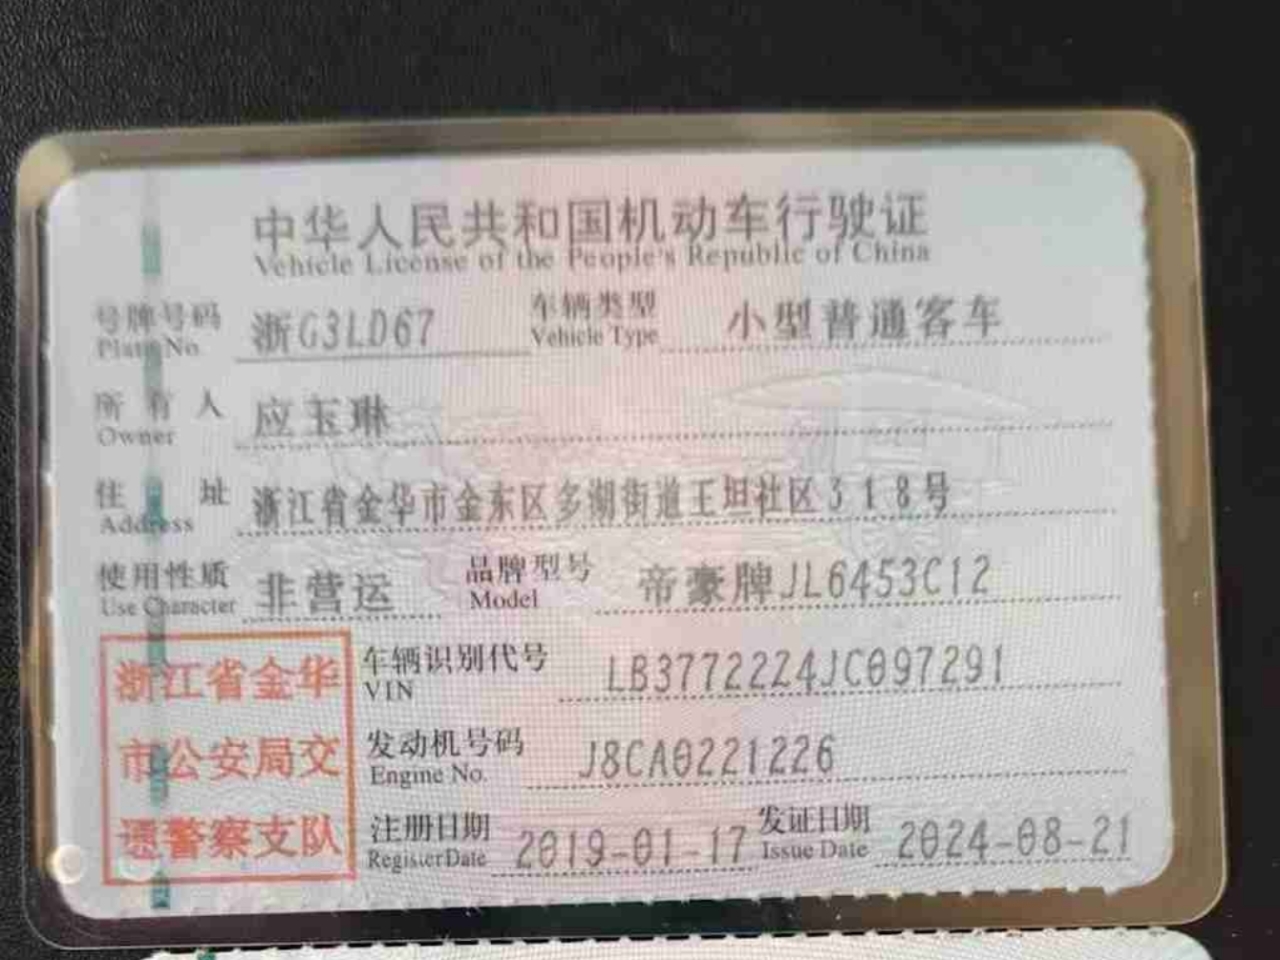 中华人民共和国机动车行驶证
Vehicle License of the People's Republic of China
号牌号码 浙G3LD67 车辆类型 小型普通客车
Plate No. Vehicle Type
所有人 应玉琳
Owner
住址 浙江省金华市金东区多湖街道王坦社区318号
Address
使用性质 非营运 品牌型号 帝豪牌JL6453C12
Use Character Model
浙江省金华
市公安局交
通警察支队
车辆识别代号 LB37722Z4JC097291
VIN
发动机号码 J8CA0221226
Engine No.
注册日期 2019-01-17 发证日期 2024-08-21
Register Date Issue Date